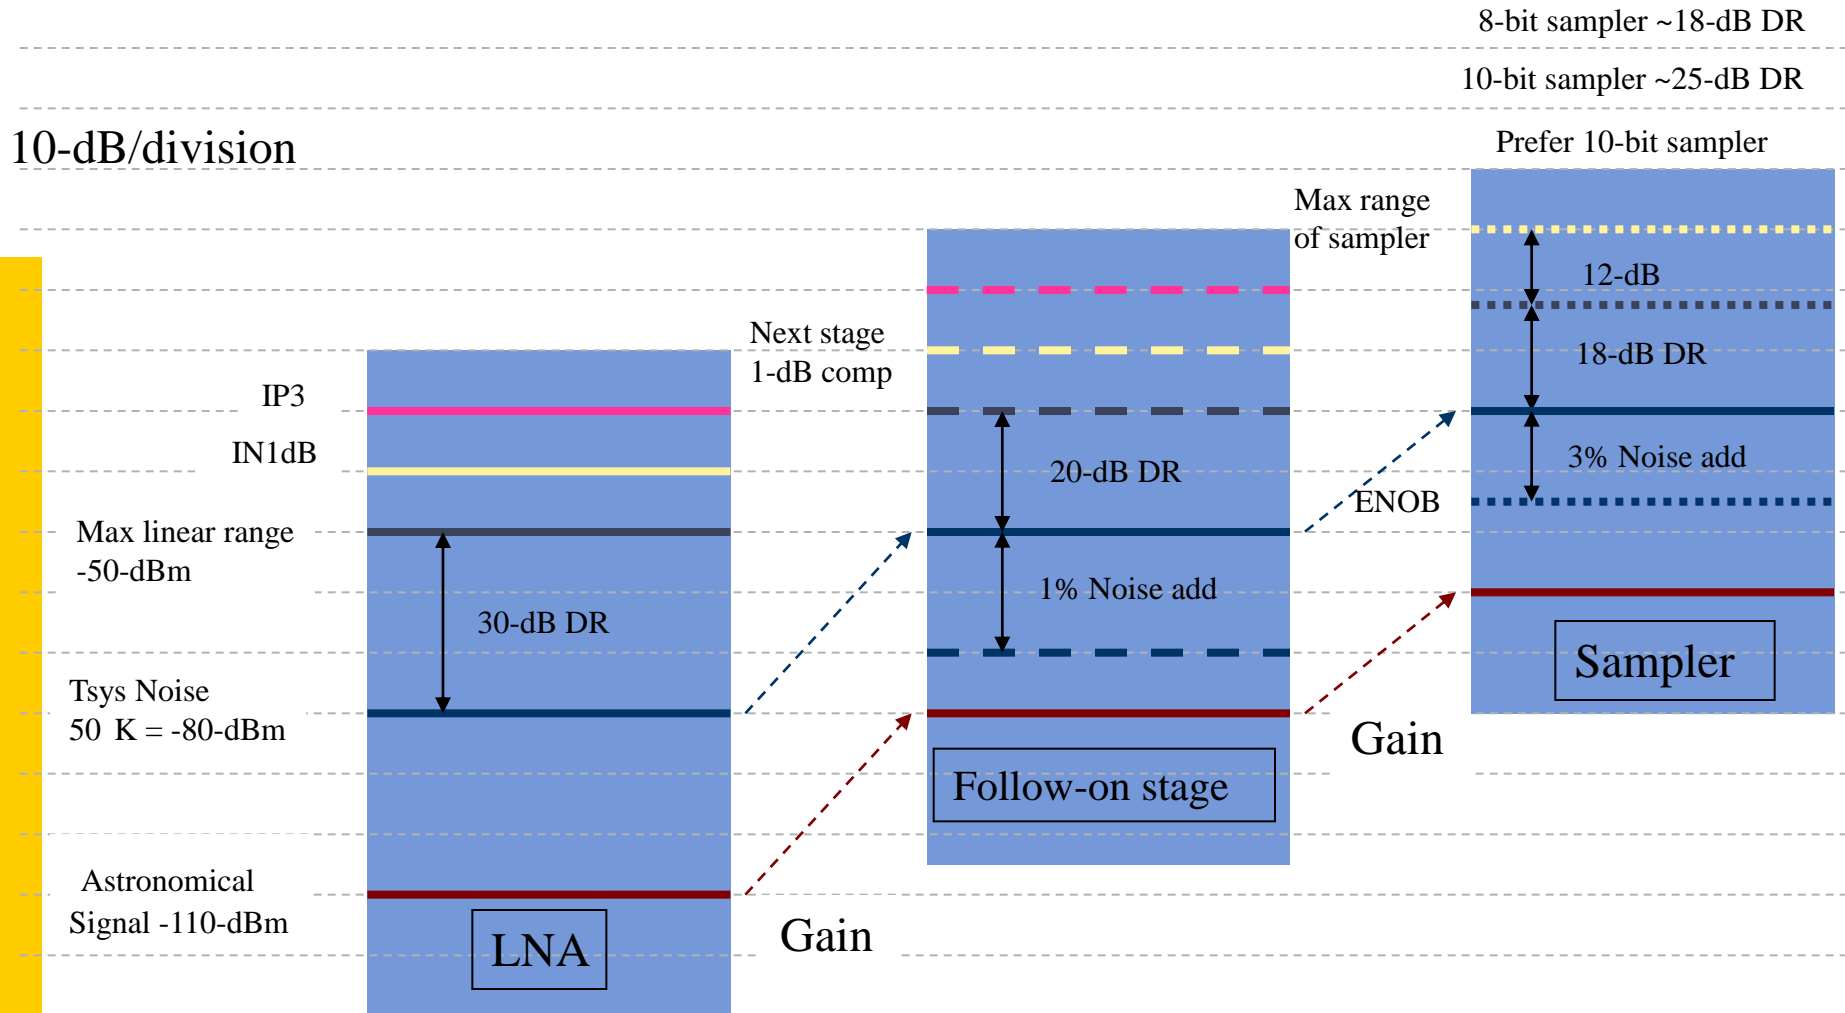 8-bit sampler ~18-dB DR
10-bit sampler ~25-dB DR
10-dB/division
Prefer 10-bit sampler
Max range
of sampler
12-dB
Next stage
1-dB comp
18-dB DR
IP3
IN1dB
20-dB DR
3% Noise add
ENOB
Max linear range
-50-dBm
1% Noise add
30-dB DR
Sampler
Tsys Noise
50 K = -80-dBm
Gain
Follow-on stage
Astronomical
Signal -110-dBm
LNA
Gain